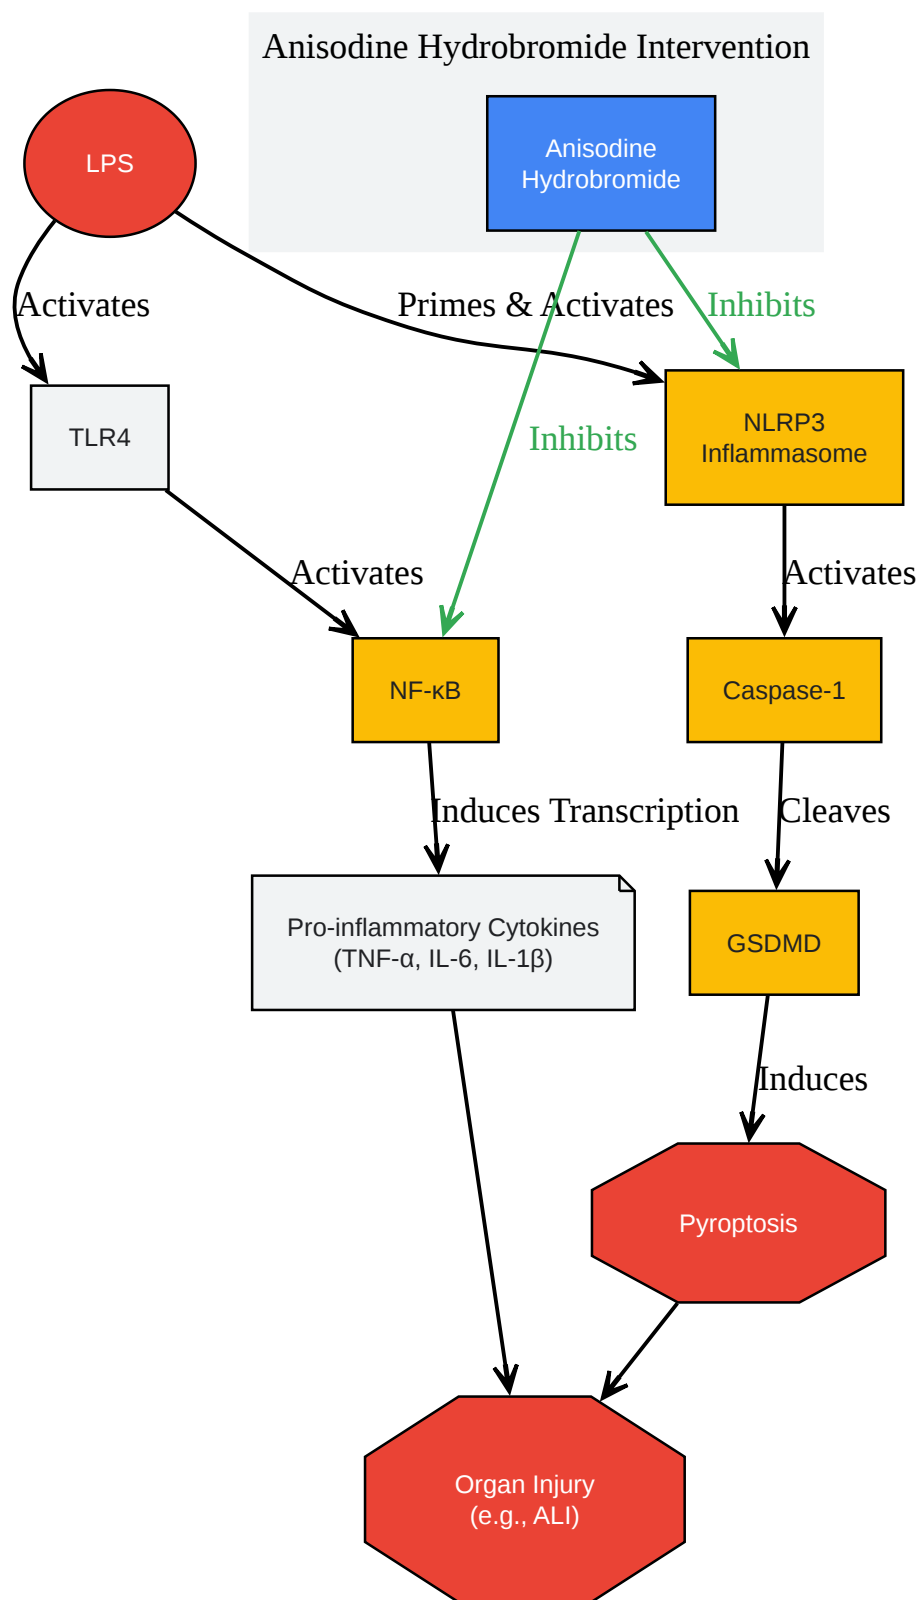 Anisodine Hydrobromide Intervention
Anisodine
Hydrobromide
LPS
Activates
Primes & Activates
Inhibits
TLR4
NLRP3
Inflammasome
Inhibits
Activates
Activates
NF-κB
Caspase-1
Induces Transcription
Cleaves
Pro-inflammatory Cytokines
(TNF-α, IL-6, IL-1β)
GSDMD
Induces
Pyroptosis
Organ Injury
(e.g., ALI)